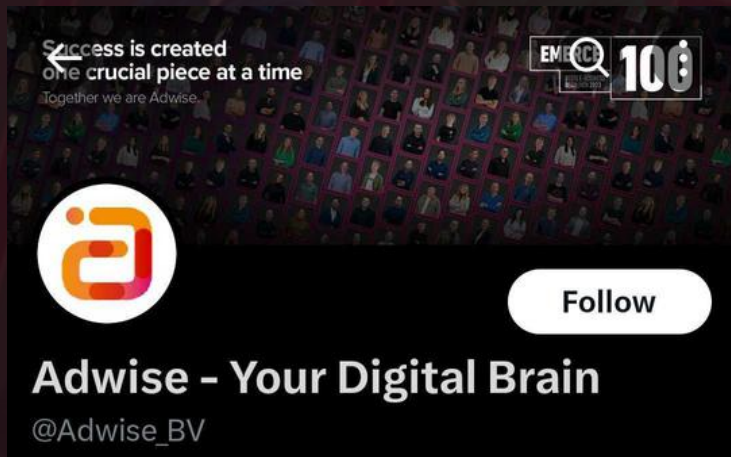 Success is created
one crucial piece at a time
Together we are Adwise.
EMERCE
100
Follow
Adwise - Your Digital Brain
@Adwise_BV